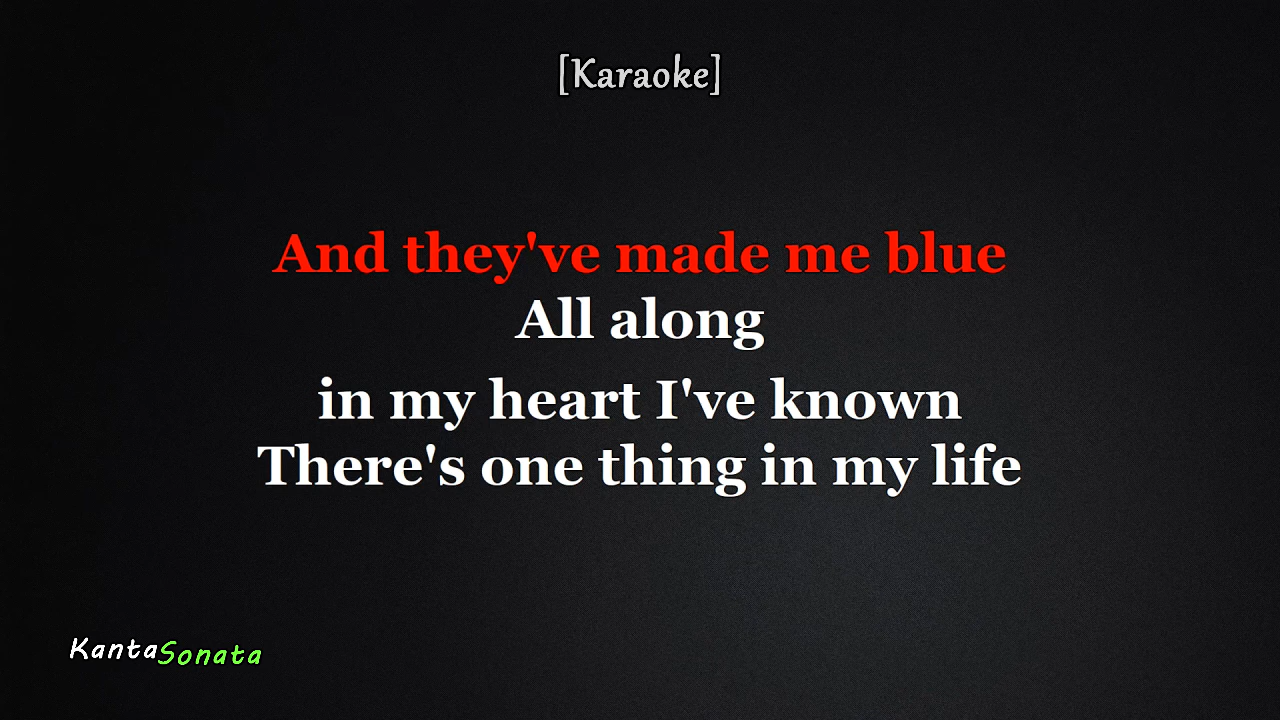 [Karaoke]
And they've made me blue
All along
in my heart I've known
There's one thing in my life
KantaSonata